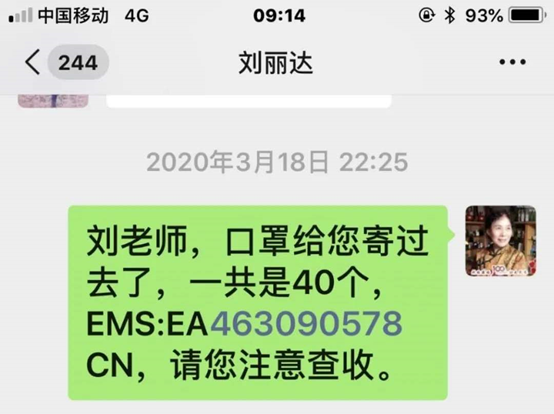 中国移动 4G 09:14 93%
244 刘丽达
2020年3月18日 22:25
刘老师，口罩给您寄过
去了，一共是40个，
EMS:EA463090578
CN，请您注意查收。